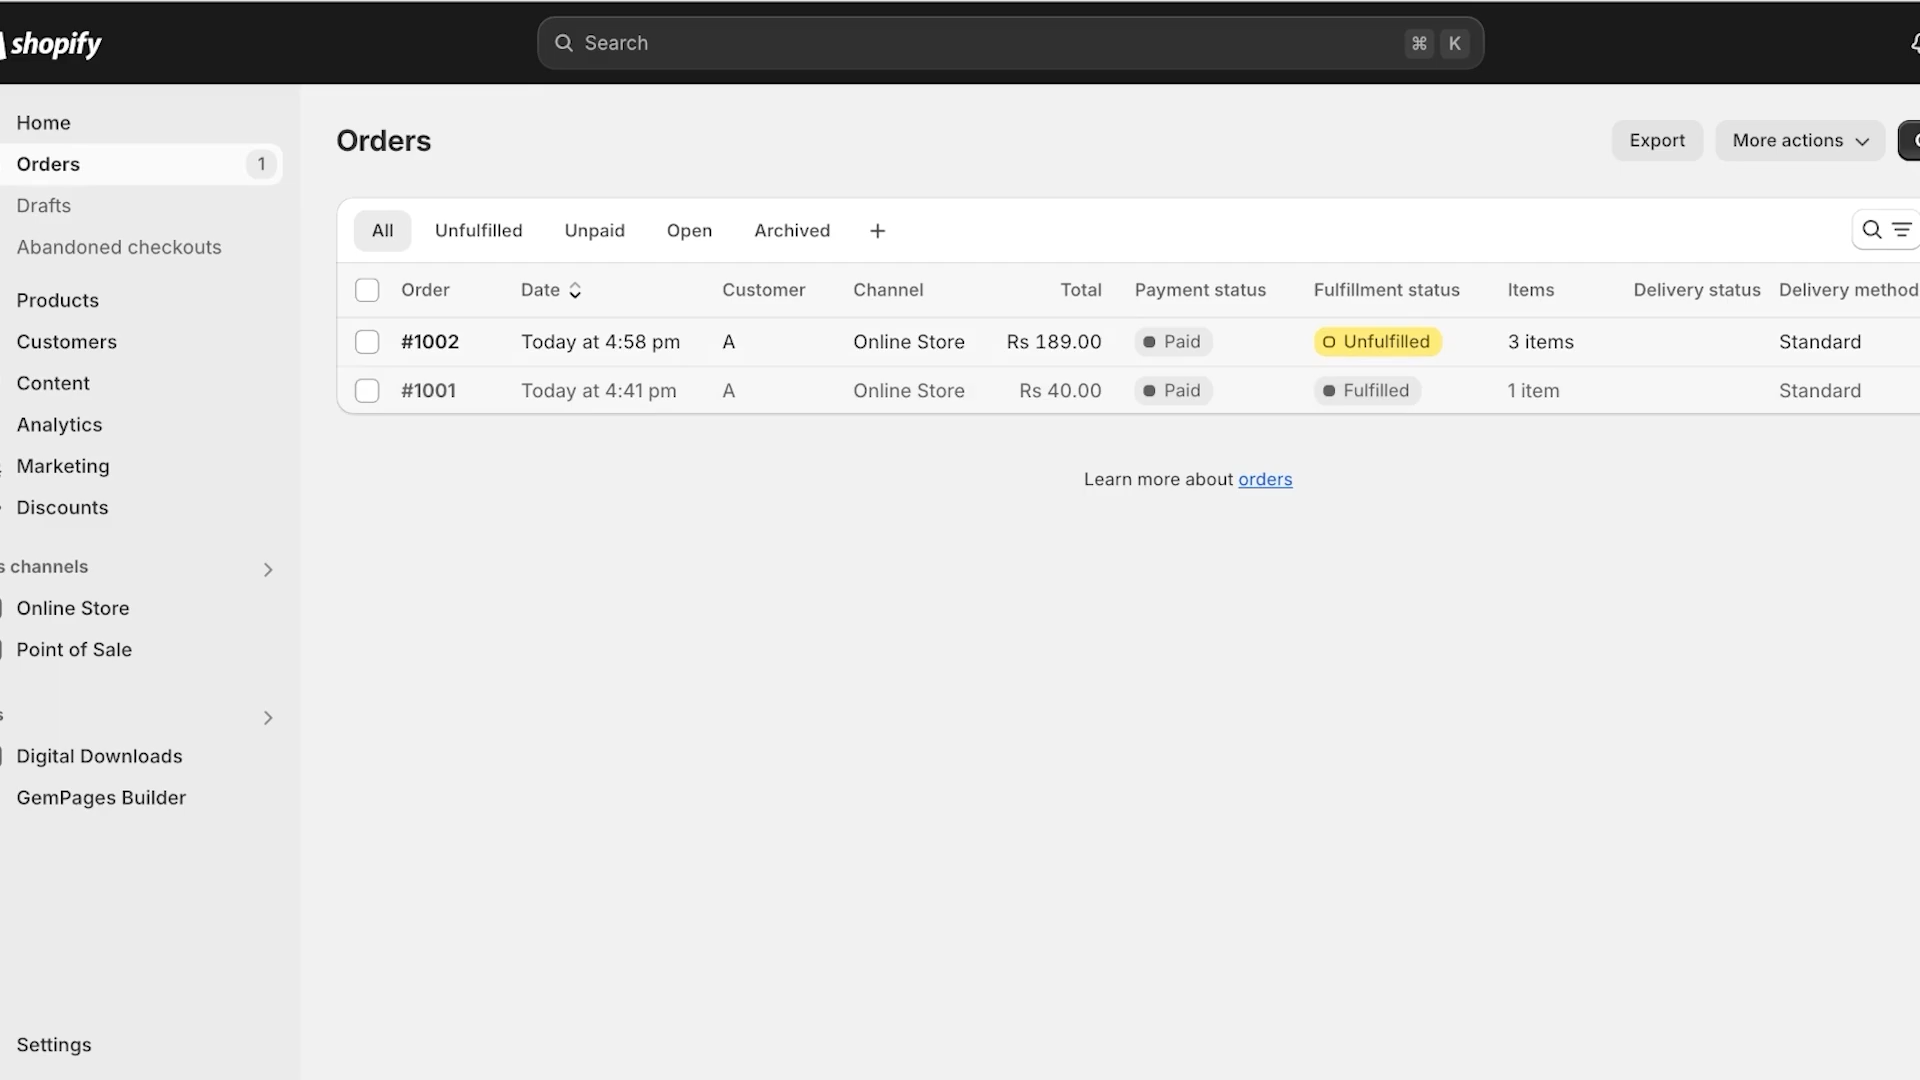 shopify
Search
⌘ K
Home
Orders 1
Drafts
Abandoned checkouts
Products
Customers
Content
Analytics
Marketing
Discounts
s channels
Online Store
Point of Sale
s
Digital Downloads
GemPages Builder
Settings
Orders
Export
More actions
All Unfulfilled Unpaid Open Archived +
Order Date Customer Channel Total Payment status Fulfillment status Items Delivery status Delivery method
#1002 Today at 4:58 pm A Online Store Rs 189.00 Paid Unfulfilled 3 items Standard
#1001 Today at 4:41 pm A Online Store Rs 40.00 Paid Fulfilled 1 item Standard
Learn more about orders